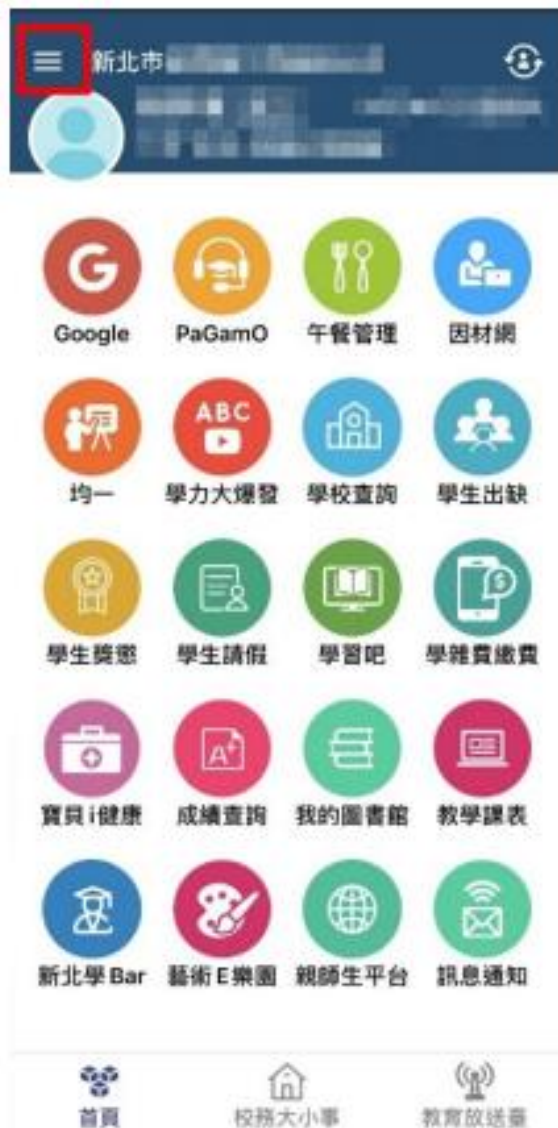 新北市
Google PaGamO 午餐管理 因材網
ABC
均一 學力大爆發 學校查詢 學生出缺
學生獎懲 學生請假 學習吧 學雜費繳費
A+
寶貝i健康 成績查詢 我的圖書館 教學課表
新北學Bar 藝術E樂園 親師生平台 訊息通知
首頁 校務大小事 教育放送臺